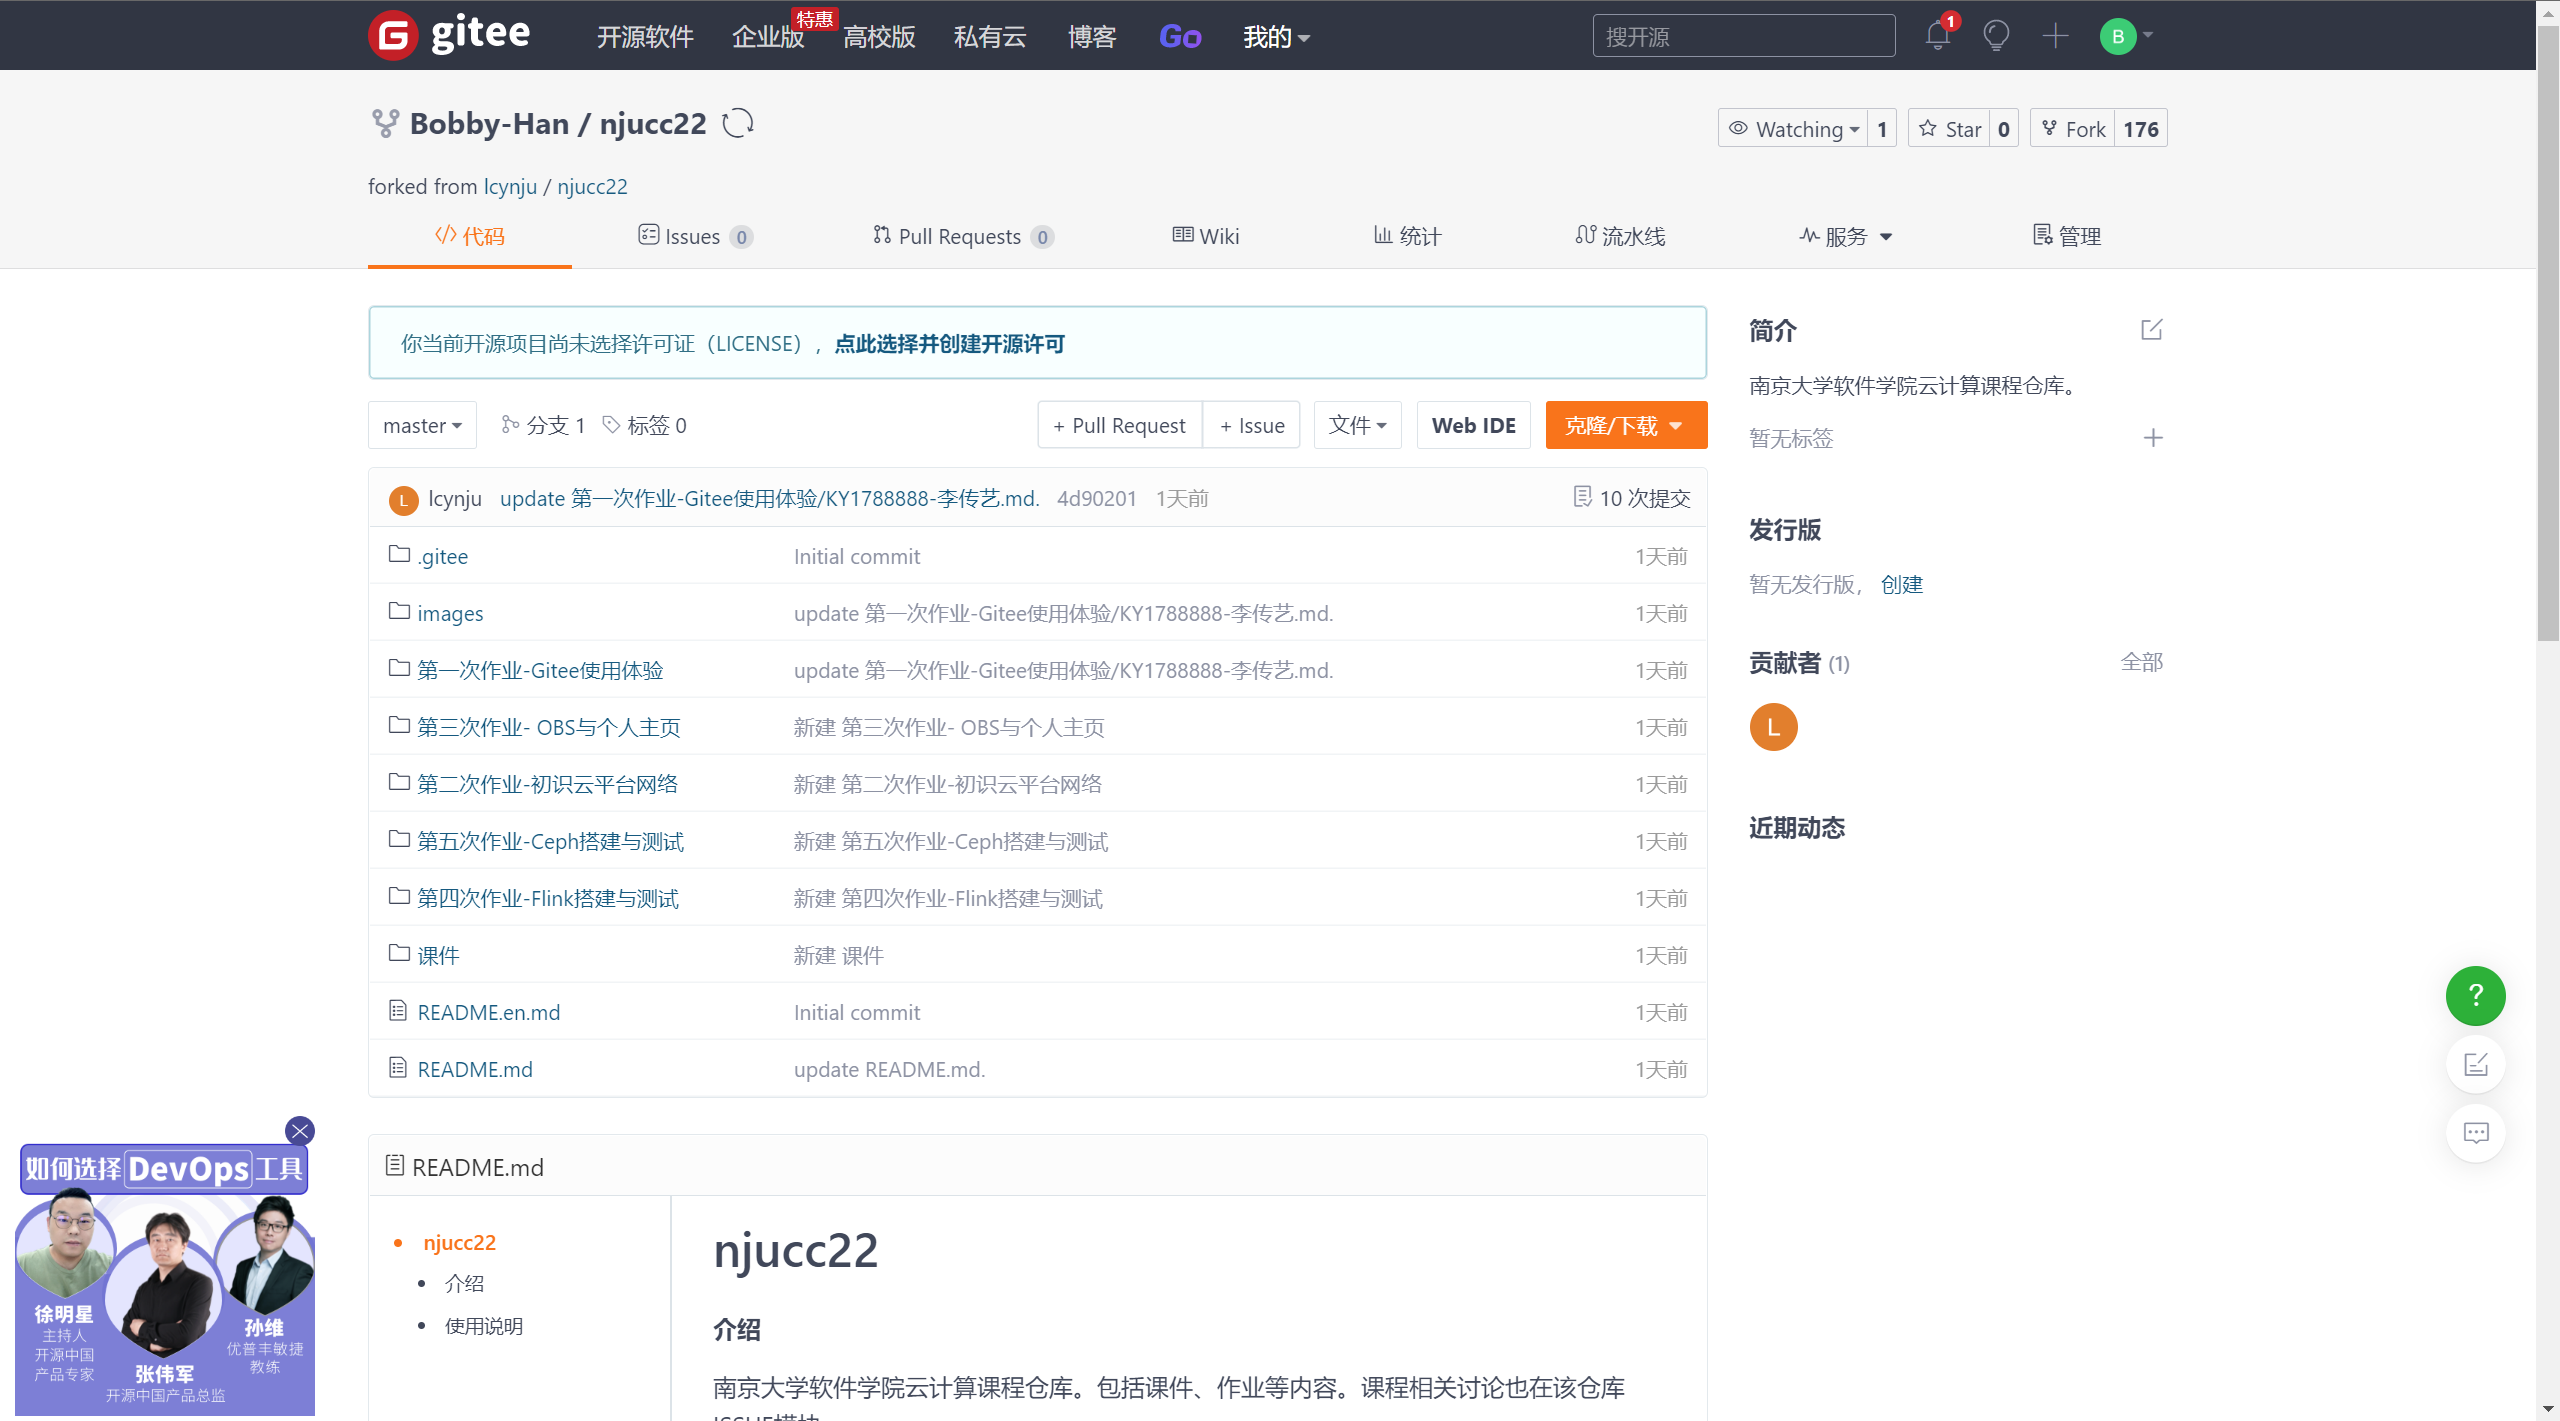 gitee
开源软件 企业版 特惠 高校版 私有云 博客 Go 我的 搜开源 1 B
Bobby-Han / njucc22
Watching 1 Star 0 Fork 176
forked from lcynju / njucc22
代码 Issues 0 Pull Requests 0 Wiki 统计 流水线 服务 管理
你当前开源项目尚未选择许可证（LICENSE），点此选择并创建开源许可
master 分支 1 标签 0 + Pull Request + Issue 文件 Web IDE 克隆/下载
L lcynju update 第一次作业-Gitee使用体验/KY1788888-李传艺.md. 4d90201 1天前 10 次提交
.gitee Initial commit 1天前
images update 第一次作业-Gitee使用体验/KY1788888-李传艺.md. 1天前
第一次作业-Gitee使用体验 update 第一次作业-Gitee使用体验/KY1788888-李传艺.md. 1天前
第三次作业- OBS与个人主页 新建 第三次作业- OBS与个人主页 1天前
第二次作业-初识云平台网络 新建 第二次作业-初识云平台网络 1天前
第五次作业-Ceph搭建与测试 新建 第五次作业-Ceph搭建与测试 1天前
第四次作业-Flink搭建与测试 新建 第四次作业-Flink搭建与测试 1天前
课件 新建 课件 1天前
README.en.md Initial commit 1天前
README.md update README.md. 1天前
简介
南京大学软件学院云计算课程仓库。
暂无标签
发行版
暂无发行版， 创建
贡献者 (1) 全部
L
近期动态
README.md
njucc22
介绍
使用说明
njucc22
介绍
南京大学软件学院云计算课程仓库。包括课件、作业等内容。课程相关讨论也在该仓库
ISSUE模块
如何选择DevOps工具
徐明星
主持人
开源中国
产品专家
张伟军
开源中国产品总监
孙维
优普丰敏捷
教练
?